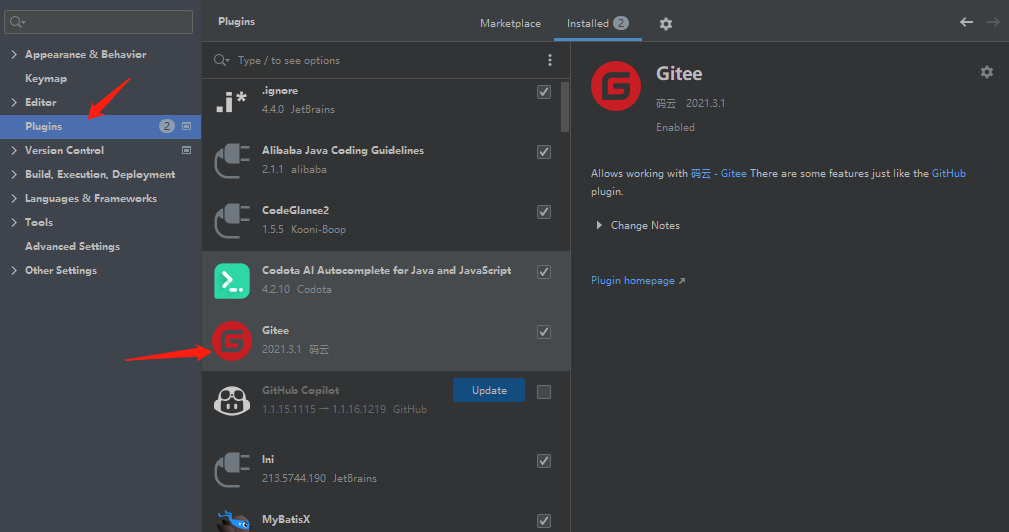 Plugins
Marketplace
Installed 2
Appearance & Behavior
Keymap
Editor
Plugins 2
Version Control
Build, Execution, Deployment
Languages & Frameworks
Tools
Advanced Settings
Other Settings
Type / to see options
.i*
.ignore
4.4.0 JetBrains
Alibaba Java Coding Guidelines
2.1.1 alibaba
CodeGlance2
1.5.5 Kooni-Boop
Codota AI Autocomplete for Java and JavaScript
4.2.10 Codota
Gitee
2021.3.1 码云
GitHub Copilot
1.1.15.1115 → 1.1.16.1219 GitHub
Update
Ini
213.5744.190 JetBrains
MyBatisX
G
Gitee
码云 2021.3.1
Enabled
Allows working with 码云 - Gitee There are some features just like the GitHub
plugin.
Change Notes
Plugin homepage ↗